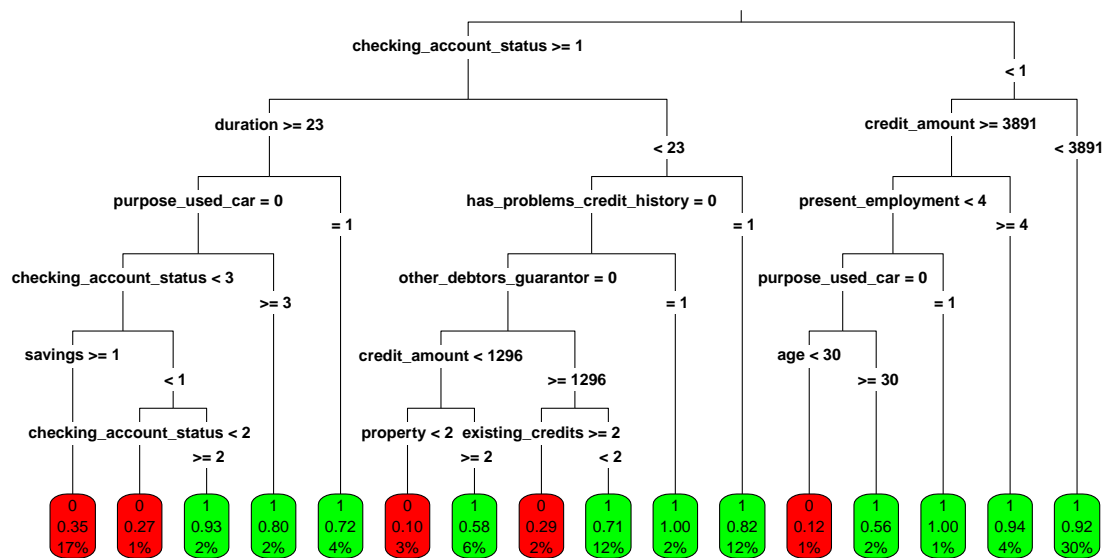 checking_account_status >= 1
< 1
duration >= 23
credit_amount >= 3891
< 23
< 3891
purpose_used_car = 0
has_problems_credit_history = 0
present_employment < 4
= 1
= 1
>= 4
checking_account_status < 3
other_debtors_guarantor = 0
purpose_used_car = 0
>= 3
= 1
= 1
savings >= 1
credit_amount < 1296
age < 30
< 1
>= 1296
>= 30
checking_account_status < 2
property < 2
existing_credits >= 2
>= 2
>= 2
< 2
0 0 1 1 1 0 1 0 1 1 1 0 1 1 1 1
0.35 0.27 0.93 0.80 0.72 0.10 0.58 0.29 0.71 1.00 0.82 0.12 0.56 1.00 0.94 0.92
17% 1% 2% 2% 4% 3% 6% 2% 12% 2% 12% 1% 2% 1% 4% 30%